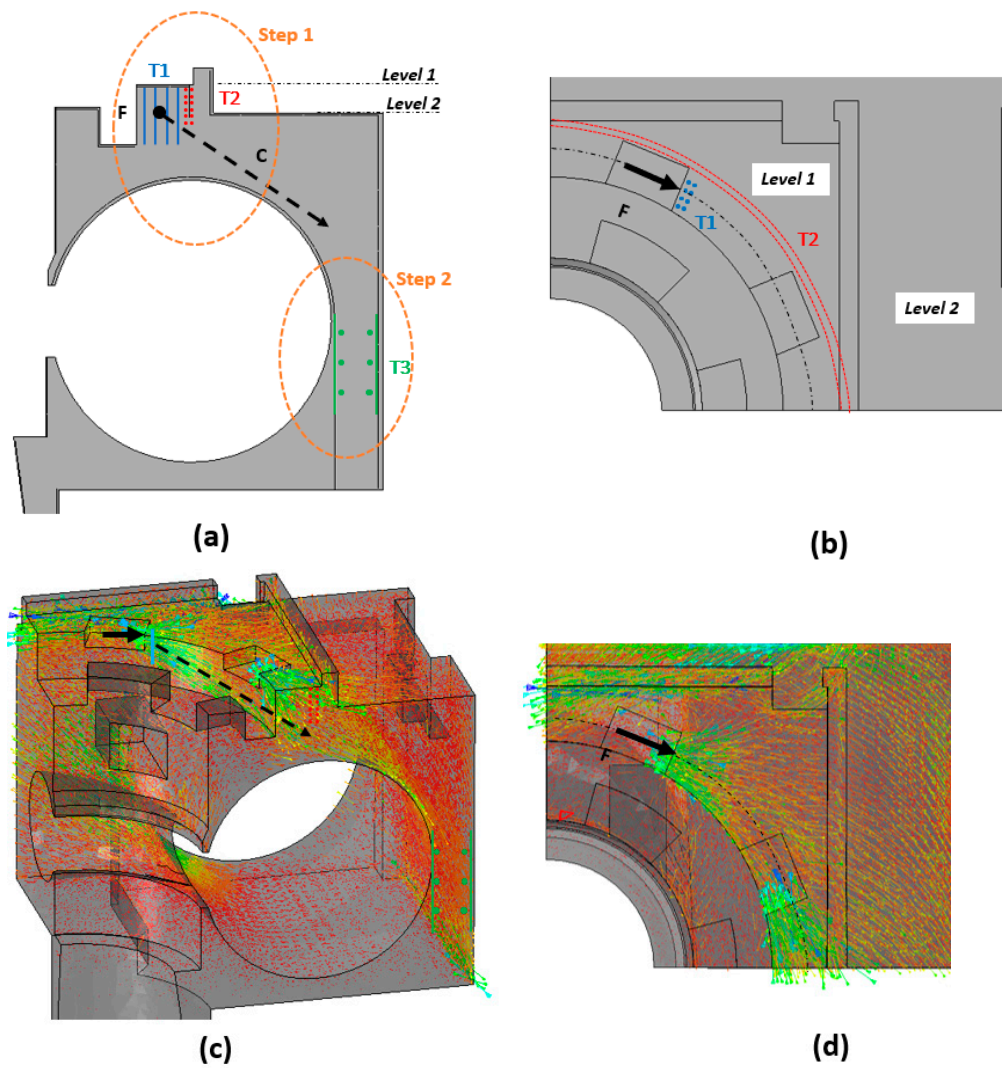 Step 1
T1
Level 1
T2
Level 2
F
C
Step 2
T3
(a)
Level 1
F
T1
T2
Level 2
(b)
(c)
F
(d)